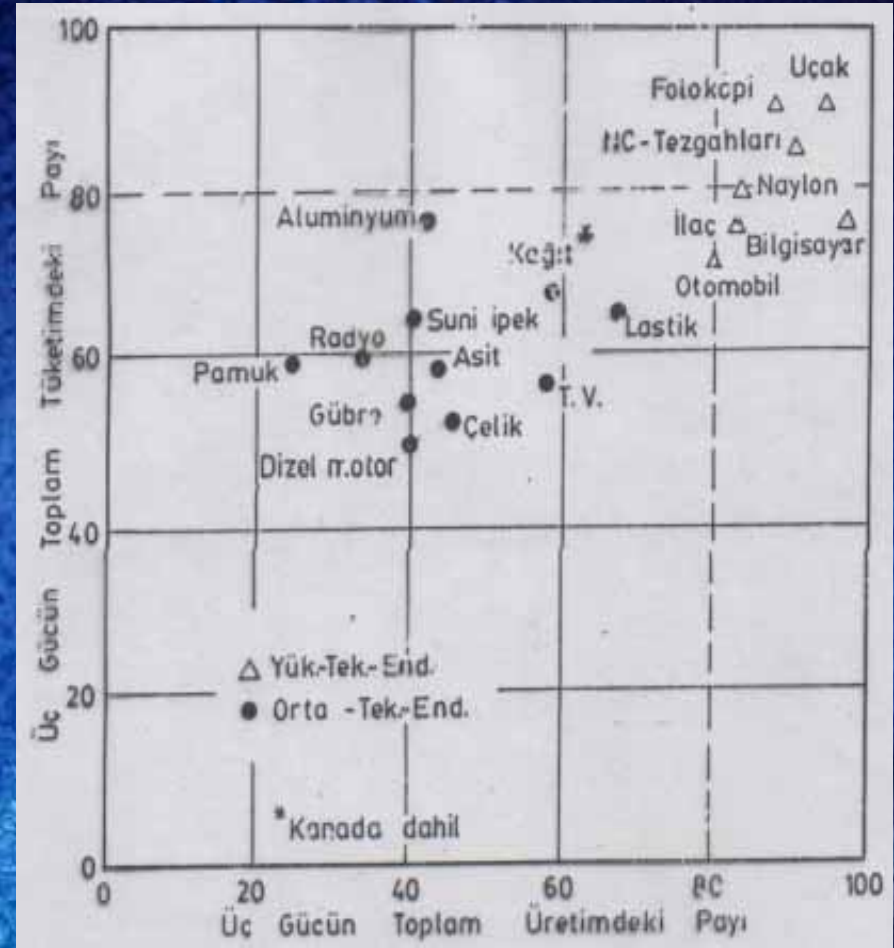 100
Uçak
Fotokopi
NC-Tezgahları
80
Naylon
Aluminyum
İlaç
Bilgisayar
Kağıt
Otomobil
Suni ipek
Lastik
Radyo
60
Asit
Pamuk
T.V.
Gübre
Çelik
Dizel motor
40
Üç Gücün Toplam Tüketimdeki Payı
△ Yük.-Tek.-End.
20
● Orta -Tek.-End.
* Kanada dahil
0
0 20 40 60 80 100
Üç Gücün Toplam Üretimdeki Payı